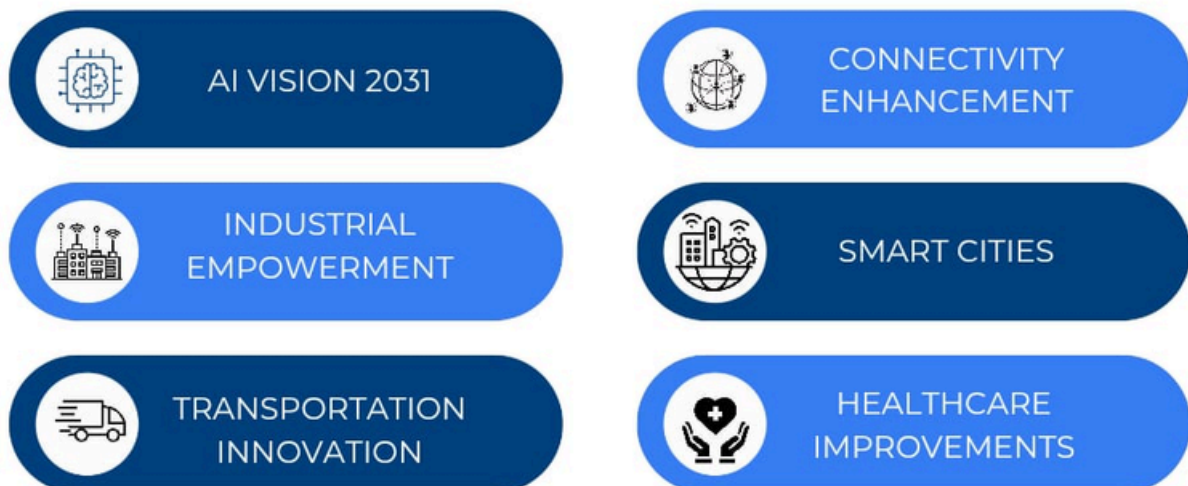 AI VISION 2031
CONNECTIVITY
ENHANCEMENT
INDUSTRIAL
EMPOWERMENT
SMART CITIES
TRANSPORTATION
INNOVATION
HEALTHCARE
IMPROVEMENTS